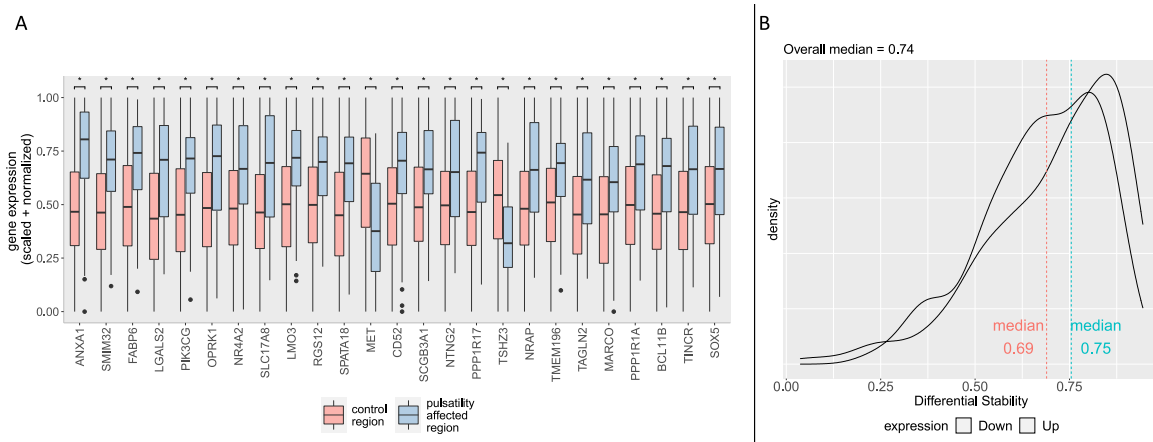 A
* * * * * * * * * * * * * * * * * * * * * * * * *
gene expression
(scaled + normalized)
1.00
0.75
0.50
0.25
0.00
ANXA1
SMIM32
FABP6
LGALS2
PIK3CG
OPRK1
NR4A2
SLC17A8
LMO3
RGS12
SPATA18
MET
CD52
SCGB3A1
NTNG2
PPP1R17
TSHZ3
NRAP
TMEM196
TAGLN2
MARCO
PPP1R1A
BCL11B
TINCR
SOX5
control
region
pulsatility
affected
region
B
Overall median = 0.74
density
median
0.69
median
0.75
0.00
0.25
0.50
0.75
Differential Stability
expression Down Up